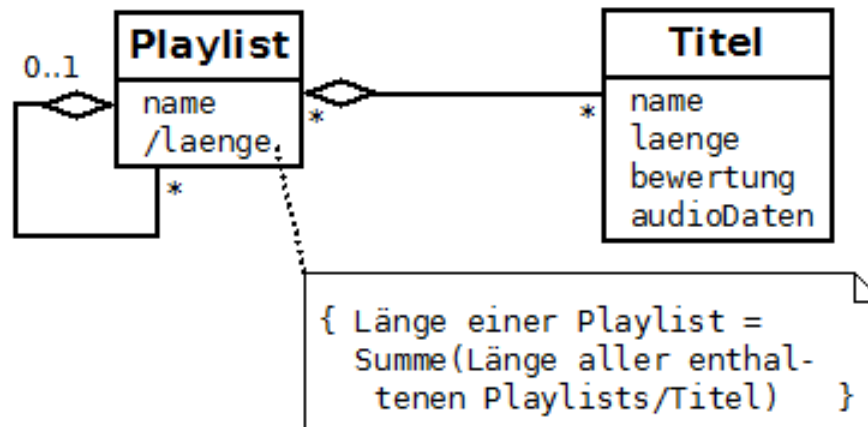 Playlist
0..1
name
/laenge
*
*
Titel
*
name
laenge
bewertung
audioDaten
{ Länge einer Playlist =
Summe(Länge aller enthal-
tenen Playlists/Titel) }